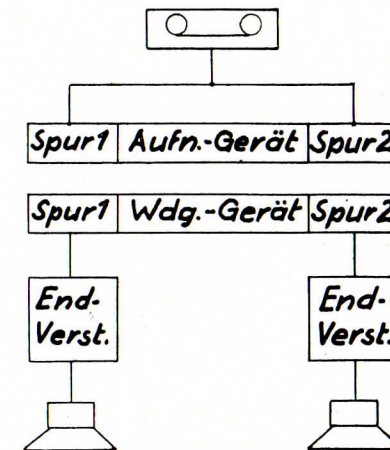 Spur1 Aufn.-Gerät Spur2
Spur1 Wdg.-Gerät Spur2
End-
Verst.
End-
Verst.